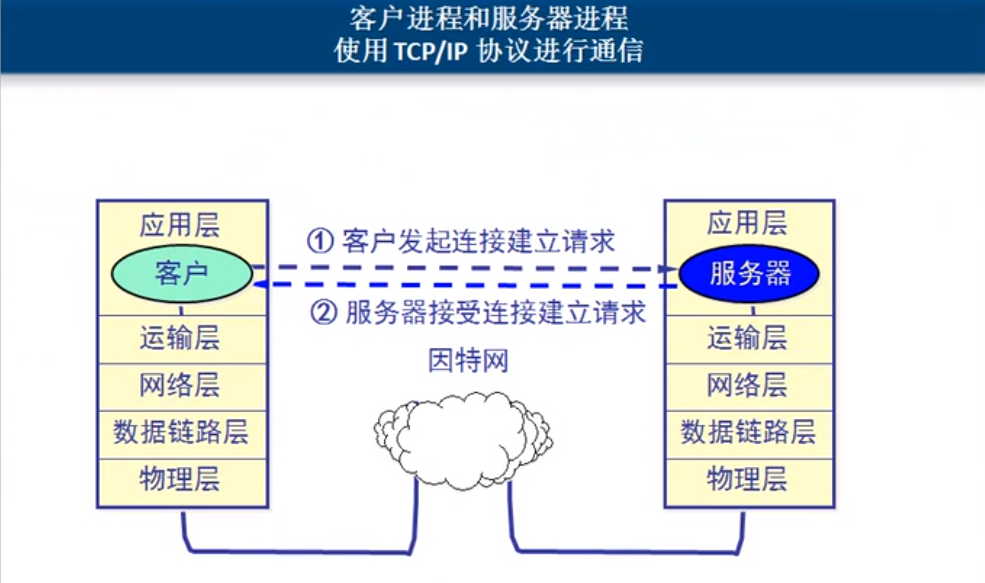 客户进程和服务器进程
使用 TCP/IP 协议进行通信
应用层
客户
运输层
网络层
数据链路层
物理层
① 客户发起连接建立请求
② 服务器接受连接建立请求
因特网
应用层
服务器
运输层
网络层
数据链路层
物理层